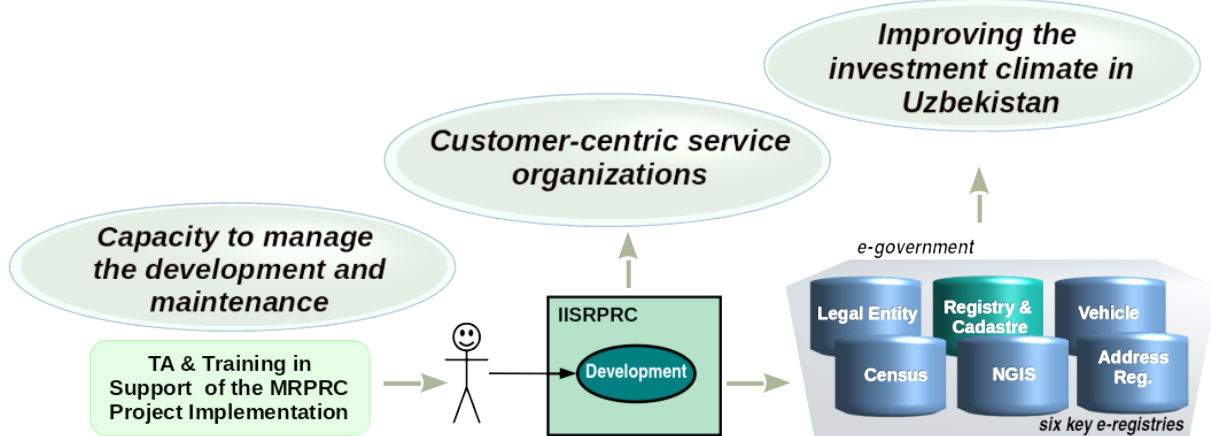 Improving the
investment climate in
Uzbekistan
Customer-centric service
organizations
Capacity to manage
the development and
maintenance
TA & Training in
Support of the MRPRC
Project Implementation
IISRPRC
Development
e-government
Legal Entity
Registry &
Cadastre
Vehicle
Census
NGIS
Address
Reg.
six key e-registries